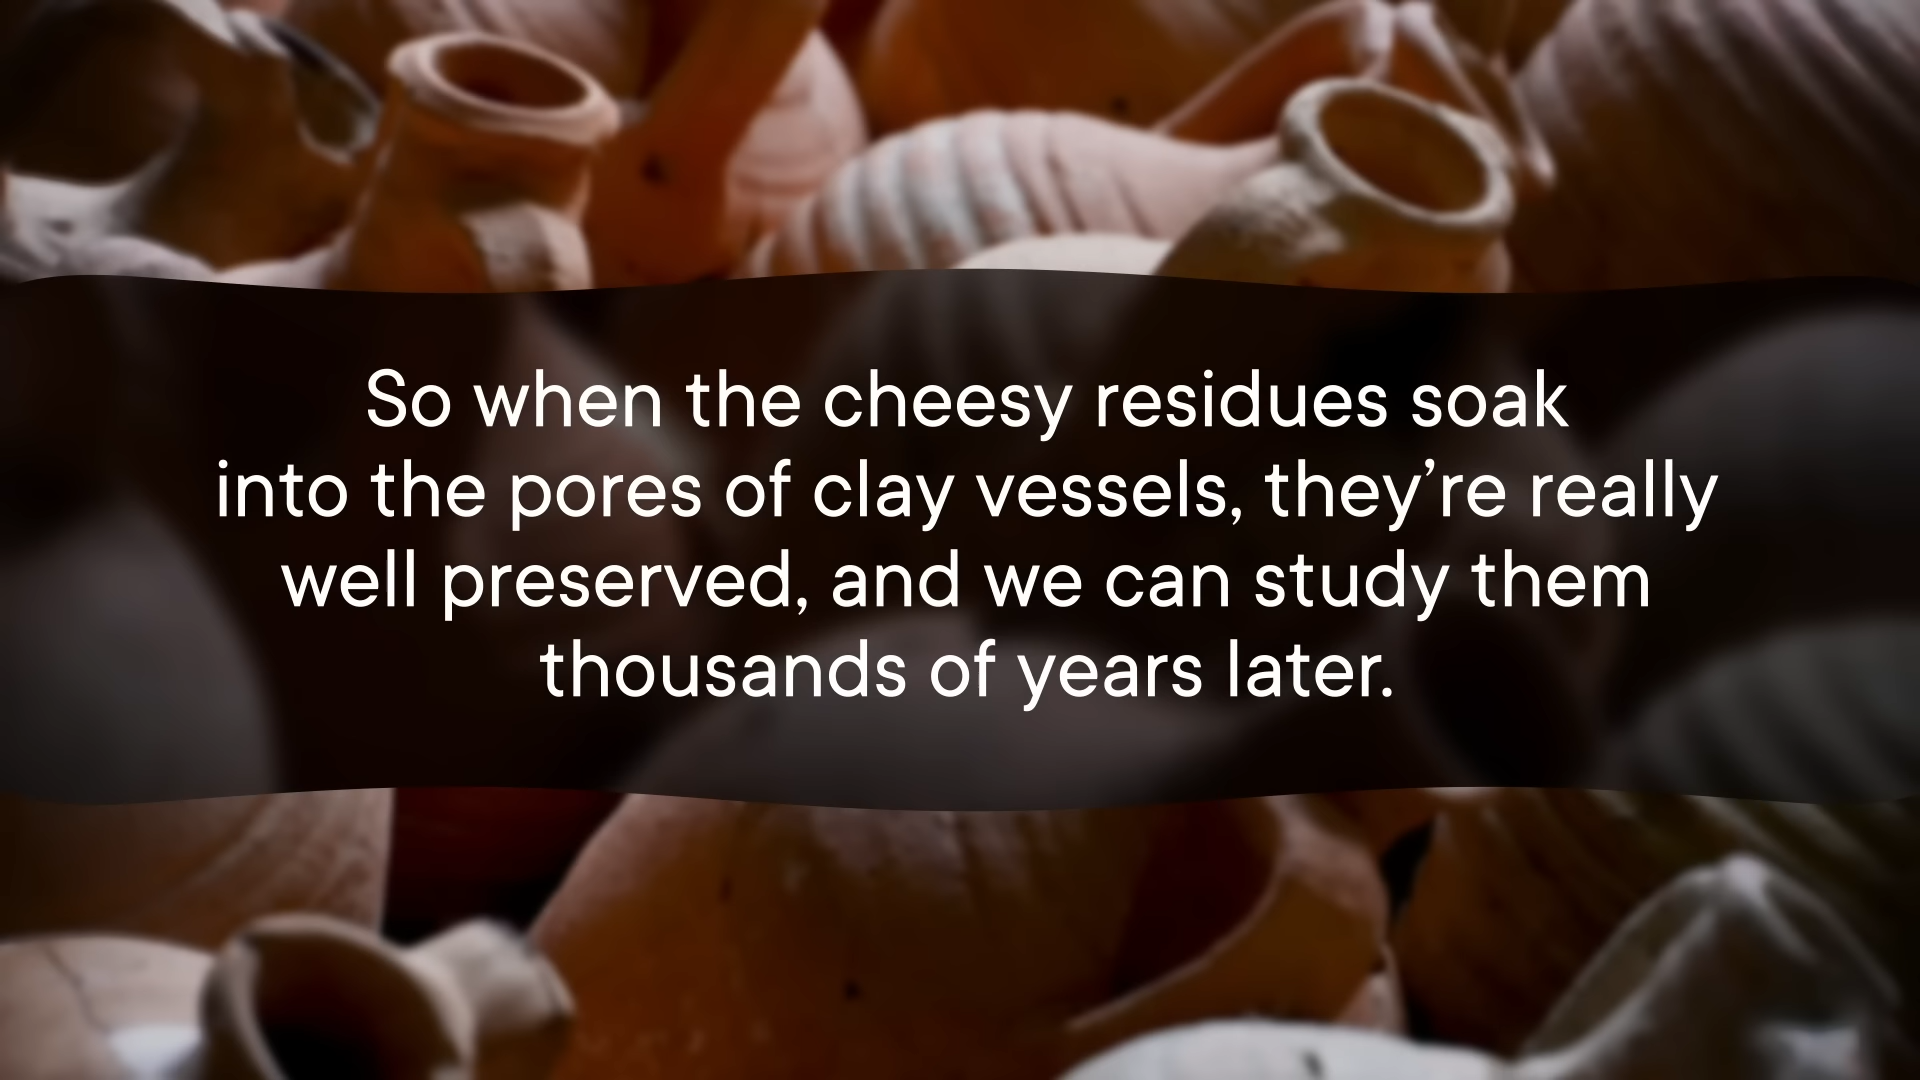 So when the cheesy residues soak
into the pores of clay vessels, they’re really
well preserved, and we can study them
thousands of years later.